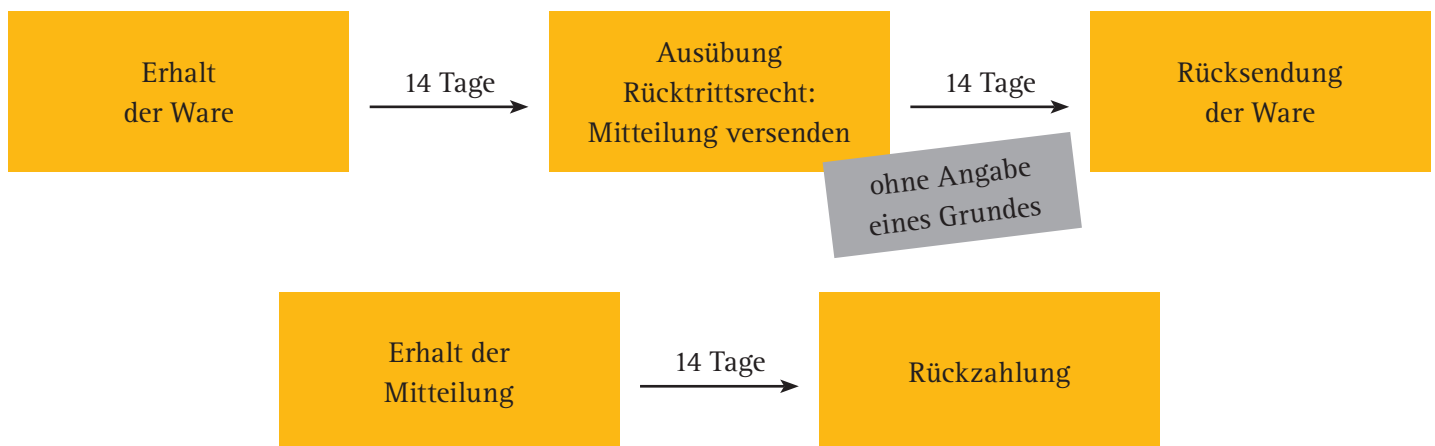 Erhalt
der Ware
14 Tage
Ausübung
Rücktrittsrecht:
Mitteilung versenden
14 Tage
Rücksendung
der Ware
ohne Angabe
eines Grundes
Erhalt der
Mitteilung
14 Tage
Rückzahlung